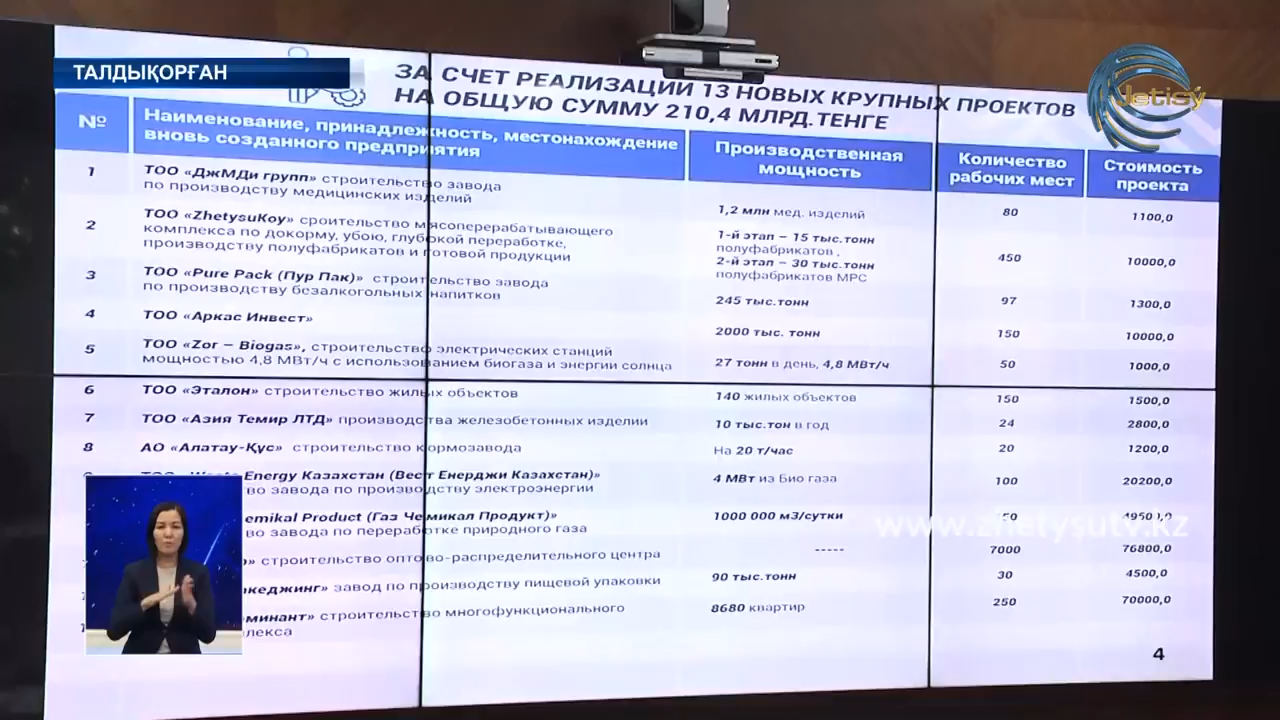 ТАЛДЫҚОРҒАН
Jetisý
ЗА СЧЕТ РЕАЛИЗАЦИИ 13 НОВЫХ КРУПНЫХ ПРОЕКТОВ
НА ОБЩУЮ СУММУ 210,4 МЛРД.ТЕНГЕ
№ Наименование, принадлежность, местонахождение
вновь созданного предприятия
Производственная
мощность
Количество
рабочих мест
Стоимость
проекта
1 ТОО «ДжМДи групп» строительство завода
по производству медицинских изделий
1,2 млн мед. изделий 80 1100,0
2 ТОО «ZhetysuKoy» сроительство мясоперерабатывающего
комплекса по докорму, убою, глубокой переработке,
производству полуфабрикатов и готовой продукции
1-й этап – 15 тыс.тонн
полуфабрикатов ,
2-й этап – 30 тыс.тонн
полуфабрикатов МРС
450 10000,0
3 ТОО «Pure Pack (Пур Пак)» строительство завода
по производству безалкогольных напитков
245 тыс.тонн 97 1300,0
4 ТОО «Аркас Инвест» 2000 тыс. тонн 150 10000,0
5 ТОО «Zor – Biogas», строительство электрических станций
мощностью 4,8 МВт/ч с использованием биогаза и энергии солнца
27 тонн в день, 4,8 МВт/ч 50 1000,0
6 ТОО «Эталон» строительство жилых объектов 140 жилых объектов 150 1500,0
7 ТОО «Азия Темир ЛТД» производства железобетонных изделии 10 тыс.тон в год 24 2800,0
8 АО «Алатау-Құс» строительство кормозавода На 20 т/час 20 1200,0
Energy Казахстан (Вест Енерджи Казахстан)»
во завода по производству электроэнергии
4 МВт из Био газа 100 20200,0
emikal Product (Газ Чемикал Продукт)»
во завода по переработке природного газа
1000 000 м3/сутки
www.zhetysutv.kz
» строительство оптово-распределительного центра ----- 7000 76800,0
кеджинг» завод по производству пищевой упаковки 90 тыс.тонн 30 4500,0
минант» строительство многофункционального
лекса
8680 квартир 250 70000,0
4